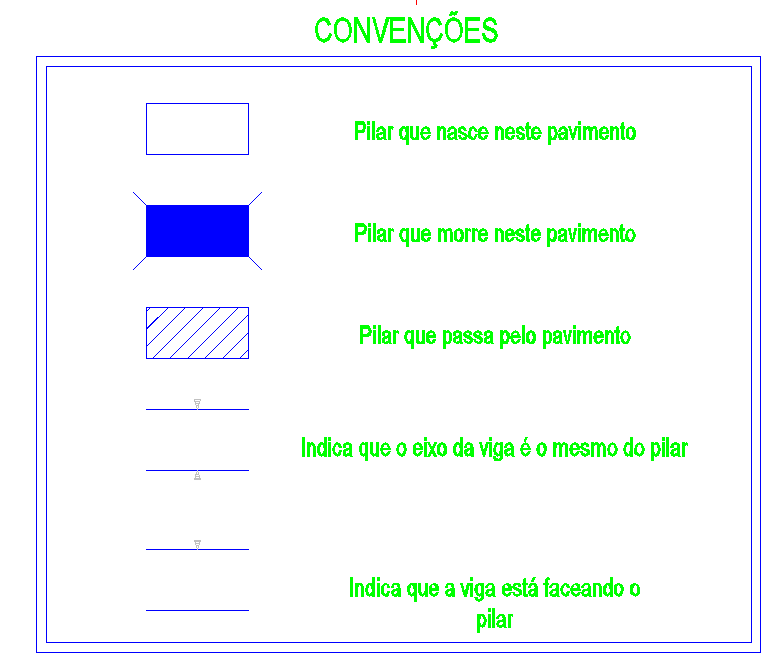 CONVENÇÕES
Pilar que nasce neste pavimento
Pilar que morre neste pavimento
Pilar que passa pelo pavimento
Indica que o eixo da viga é o mesmo do pilar
Indica que a viga está faceando o
pilar